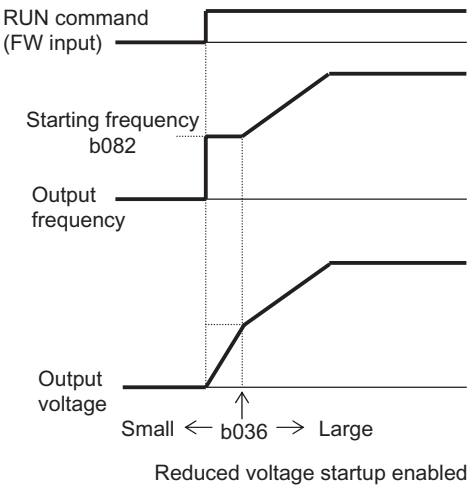 RUN command
(FW input)
Starting frequency
b082
Output
frequency
Output
voltage
Small ← b036 → Large
Reduced voltage startup enabled